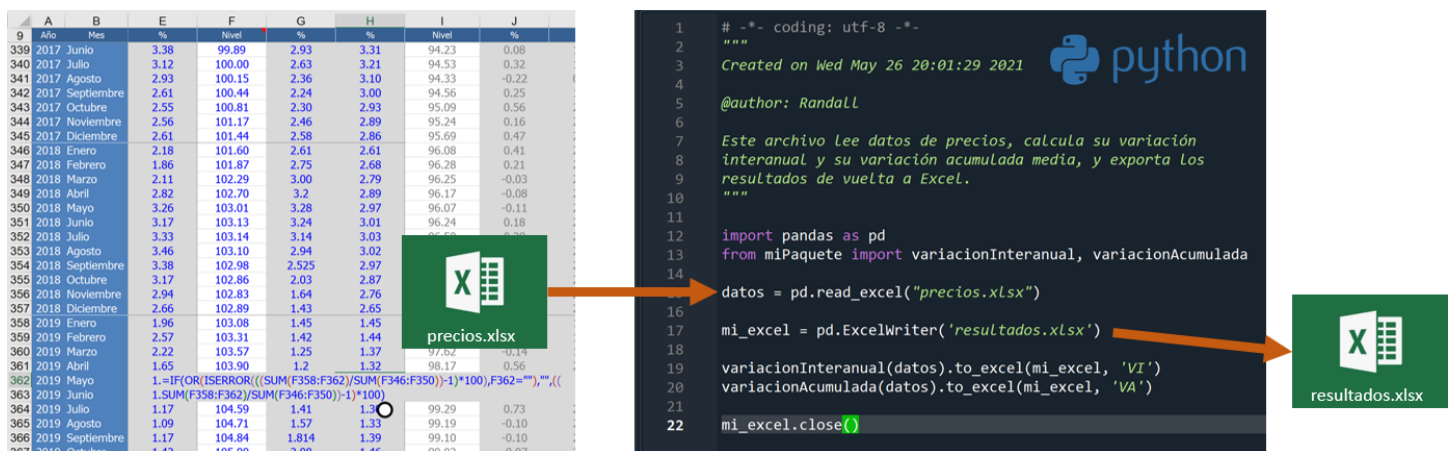 A B E F G H I J
9 Año Mes % Nivel % % Nivel %
339 2017 Junio 3.38 99.89 2.93 3.31 94.23 0.08
340 2017 Julio 3.12 100.00 2.63 3.21 94.53 0.32
341 2017 Agosto 2.93 100.15 2.36 3.10 94.33 -0.22
342 2017 Septiembre 2.61 100.44 2.24 3.00 94.56 0.25
343 2017 Octubre 2.55 100.81 2.30 2.93 95.09 0.56
344 2017 Noviembre 2.56 101.17 2.46 2.89 95.24 0.16
345 2017 Diciembre 2.61 101.44 2.58 2.86 95.69 0.47
346 2018 Enero 2.18 101.60 2.61 2.61 96.08 0.41
347 2018 Febrero 1.86 101.87 2.75 2.68 96.28 0.21
348 2018 Marzo 2.11 102.29 3.00 2.79 96.25 -0.03
349 2018 Abril 2.82 102.70 3.2 2.89 96.17 -0.08
350 2018 Mayo 3.26 103.01 3.28 2.97 96.07 -0.11
351 2018 Junio 3.17 103.13 3.24 3.01 96.24 0.18
352 2018 Julio 3.33 103.14 3.14 3.03
353 2018 Agosto 3.46 103.10 2.94 3.02
354 2018 Septiembre 3.38 102.98 2.525 2.97
355 2018 Octubre 3.17 102.86 2.03 2.87
356 2018 Noviembre 2.94 102.83 1.64 2.76
357 2018 Diciembre 2.66 102.89 1.43 2.65
358 2019 Enero 1.96 103.08 1.45 1.45
359 2019 Febrero 2.57 103.31 1.42 1.44
360 2019 Marzo 2.22 103.57 1.25 1.37 97.62 -0.14
361 2019 Abril 1.65 103.90 1.2 1.32 98.17 0.56
362 2019 Mayo 1.=IF(OR(ISERROR(((SUM(F358:F362)/SUM(F346:F350))-1)*100),F362=""),"",((
363 2019 Junio 1.SUM(F358:F362)/SUM(F346:F350))-1)*100)
364 2019 Julio 1.17 104.59 1.41 99.29 0.73
365 2019 Agosto 1.09 104.71 1.57 1.33 99.19 -0.10
366 2019 Septiembre 1.17 104.84 1.814 1.39 99.10 -0.10
precios.xlsx
1 # -*- coding: utf-8 -*-
2 """
3 Created on Wed May 26 20:01:29 2021
4
5 @author: Randall
6
7 Este archivo lee datos de precios, calcula su variación
8 interanual y su variación acumulada media, y exporta los
9 resultados de vuelta a Excel.
10 """
11
12 import pandas as pd
13 from miPaquete import variacionInteranual, variacionAcumulada
14
datos = pd.read_excel("precios.xlsx")
16
17 mi_excel = pd.ExcelWriter('resultados.xlsx')
18
19 variacionInteranual(datos).to_excel(mi_excel, 'VI')
20 variacionAcumulada(datos).to_excel(mi_excel, 'VA')
21
22 mi_excel.close()
python
resultados.xlsx